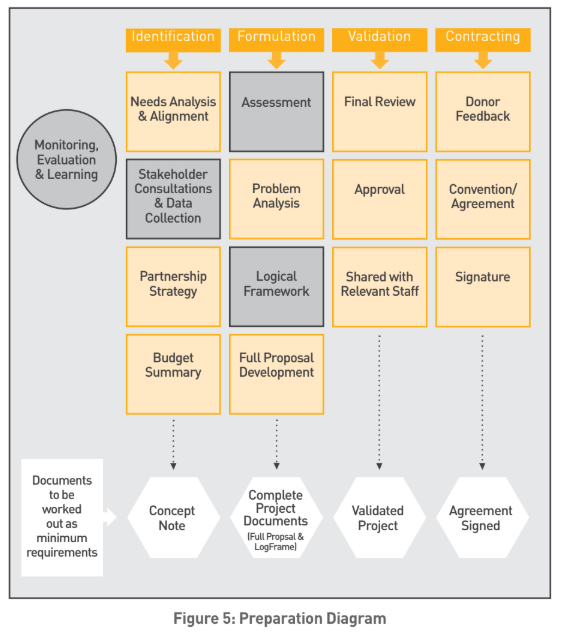 Identification
Formulation
Validation
Contracting
Needs Analysis
& Alignment
Assessment
Final Review
Donor
Feedback
Monitoring,
Evaluation
& Learning
Stakeholder
Consultations
& Data
Collection
Problem
Analysis
Approval
Convention/
Agreement
Partnership
Strategy
Logical
Framework
Shared with
Relevant Staff
Signature
Budget
Summary
Full Proposal
Development
Documents
to be
worked
out as
minimum
requirements
Concept
Note
Complete
Project
Documents
(Full Propsal &
LogFrame)
Validated
Project
Agreement
Signed
Figure 5: Preparation Diagram